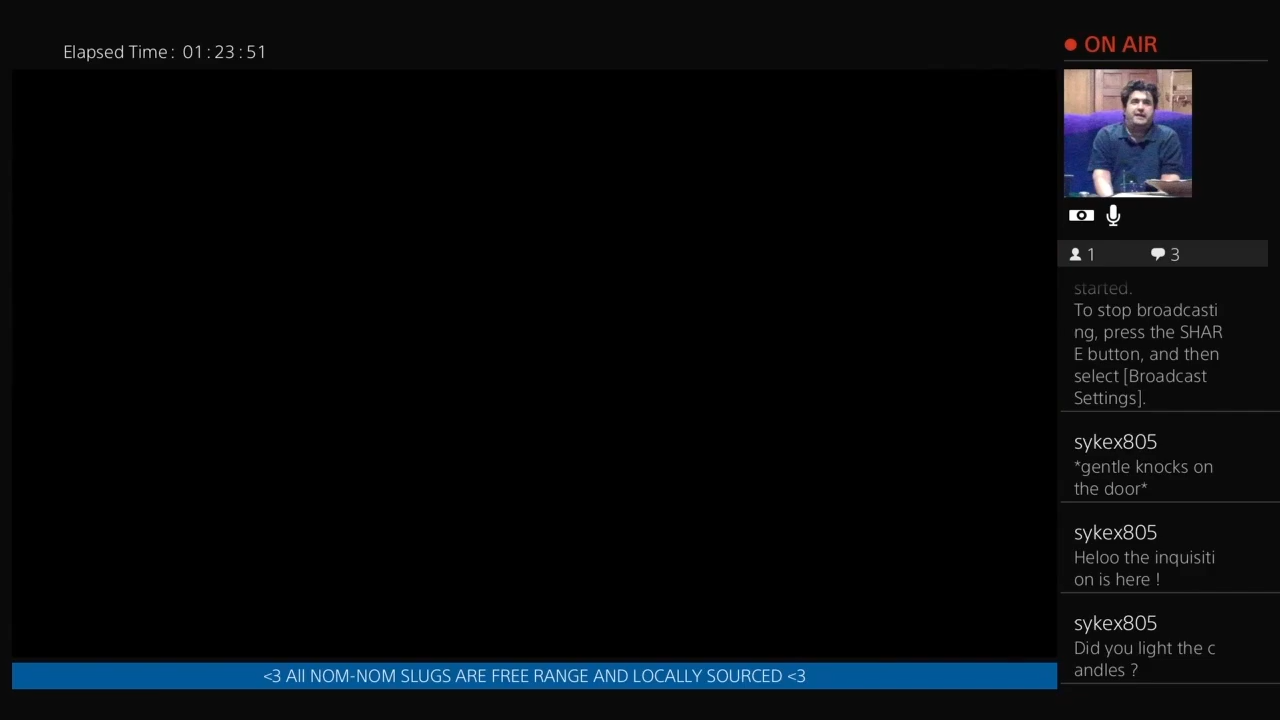 Elapsed Time: 01:23:51
ON AIR
1 3
started.
To stop broadcasti
ng, press the SHAR
E button, and then
select [Broadcast
Settings].
sykex805
*gentle knocks on
the door*
sykex805
Heloo the inquisiti
on is here !
sykex805
Did you light the c
andles ?
<3 All NOM-NOM SLUGS ARE FREE RANGE AND LOCALLY SOURCED <3